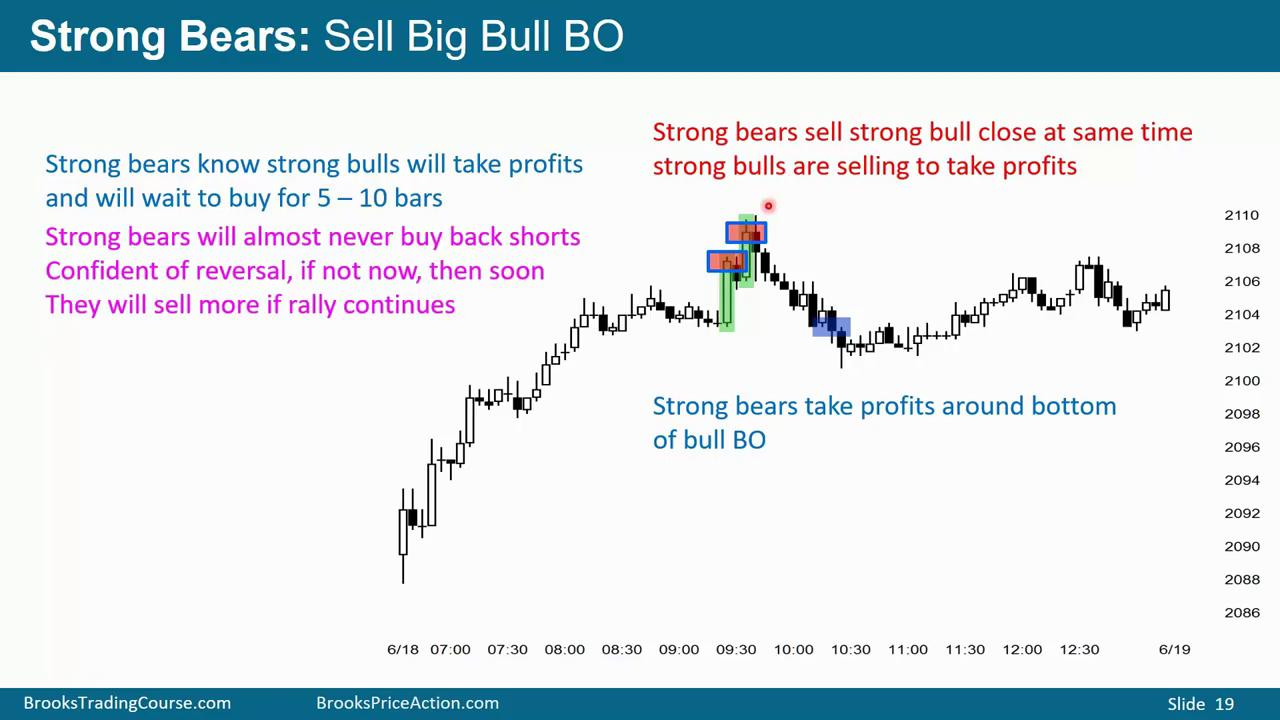 Strong Bears: Sell Big Bull BO
Strong bears know strong bulls will take profits
and will wait to buy for 5 – 10 bars
Strong bears will almost never buy back shorts
Confident of reversal, if not now, then soon
They will sell more if rally continues
Strong bears sell strong bull close at same time
strong bulls are selling to take profits
Strong bears take profits around bottom
of bull BO
2110
2108
2106
2104
2102
2100
2098
2096
2094
2092
2090
2088
2086
6/18 07:00 07:30 08:00 08:30 09:00 09:30 10:00 10:30 11:00 11:30 12:00 12:30 6/19
BrooksTradingCourse.com BrooksPriceAction.com Slide 19